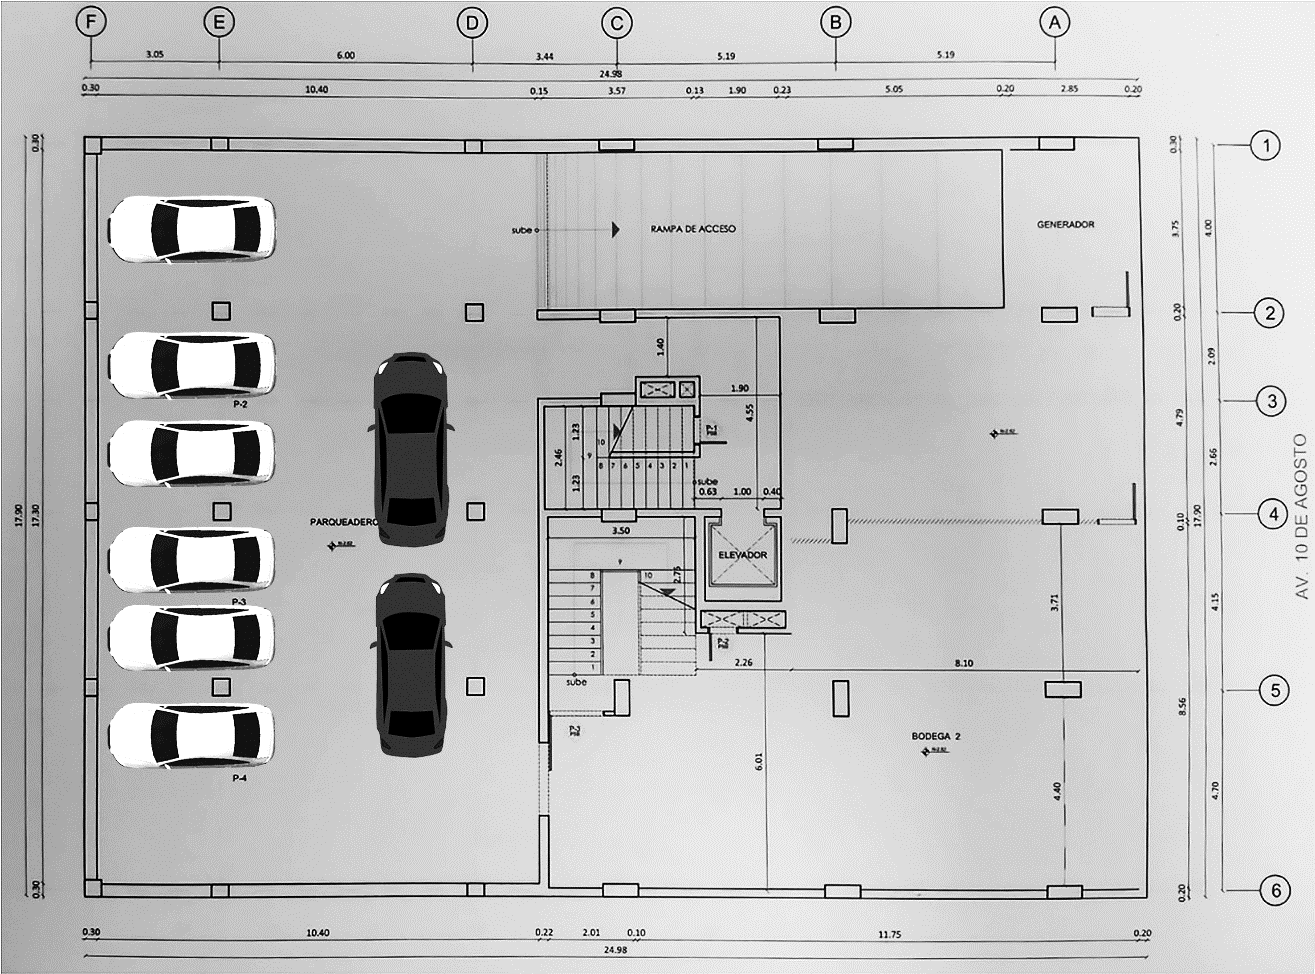 F E D C B A
3.05 6.00 3.44 5.19 5.19
24.98
0.30 10.40 0.15 3.57 0.13 1.90 0.23 5.05 0.20 2.85 0.20
0.30
0.30
1
sube
RAMPA DE ACCESO
GENERADOR
3.75
4.00
0.20
2
1.40
2.09
1.90
P-2
3
4.55
1.23
10
4.79
2.46
9
8 7 6 5 4 3 2 1
2.66
1.23
sube
0.63 1.00 0.40
AV. 10 DE AGOSTO
17.90
17.30
PARQUEADERO
3.50
0.10
17.90
4
ELEVADOR
9
8 10
2.75
7
6
5
4
3
2
1
P-3
3.71
4.15
2.26 8.10
sube
5
8.56
BODEGA 2
6.01
P-4
4.40
4.70
0.30
0.20
6
0.30 10.40 0.22 2.01 0.10 11.75 0.20
24.98